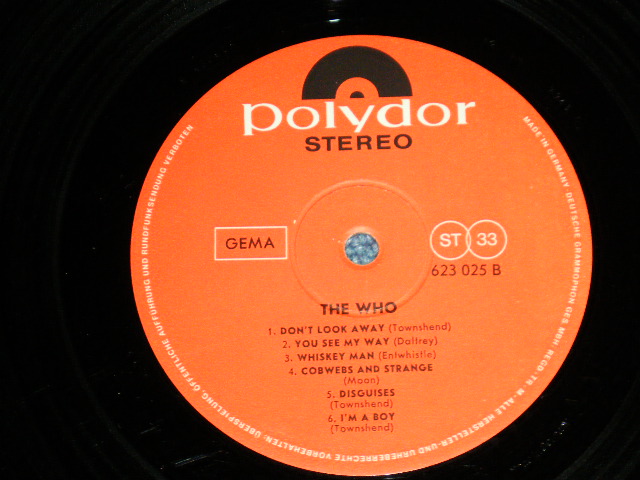 polydor
STEREO
GEMA
ST 33
623 025 B
THE WHO
1. DON'T LOOK AWAY (Townshend)
2. YOU SEE MY WAY (Daltrey)
3. WHISKEY MAN (Entwhistle)
4. COBWEBS AND STRANGE
(Moon)
5. DISGUISES
(Townshend)
6. I'M A BOY
(Townshend)
MADE IN GERMANY · DEUTSCHE GRAMMOPHON GES. MBH. REGD. TR. M. · ALLE HERSTELLER- UND URHEBERRECHTE VORBEHALTEN · ÜBERSPIELUNG ÖFFENTLICHE AUFFÜHRUNG UND RUNDFUNKSENDUNG VERBOTEN